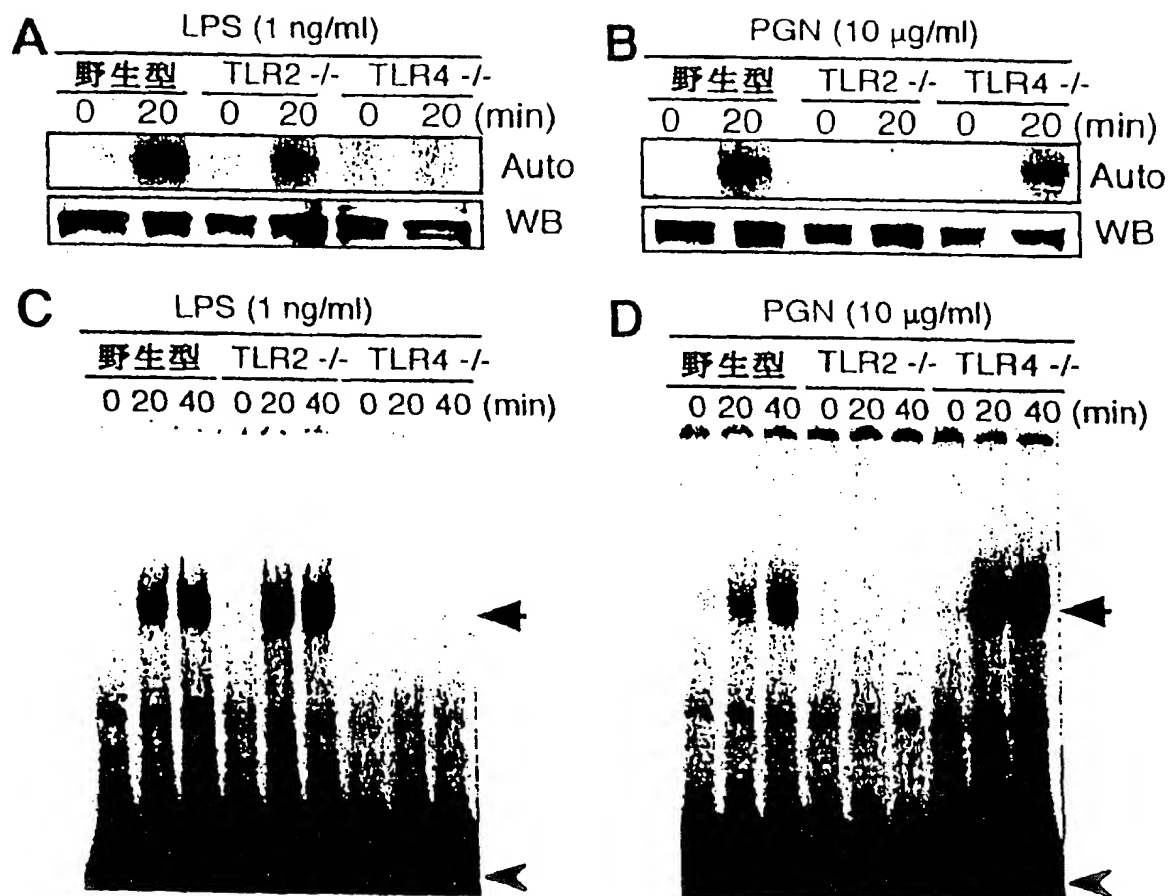 A
LPS (1 ng/ml)
野生型 TLR2 -/- TLR4 -/-
0 20 0 20 0 20 (min)
Auto
WB
B
PGN (10 μg/ml)
野生型 TLR2 -/- TLR4 -/-
0 20 0 20 0 20 (min)
Auto
WB
C
LPS (1 ng/ml)
野生型 TLR2 -/- TLR4 -/-
0 20 40 0 20 40 0 20 40 (min)
D
PGN (10 μg/ml)
野生型 TLR2 -/- TLR4 -/-
0 20 40 0 20 40 0 20 40 (min)